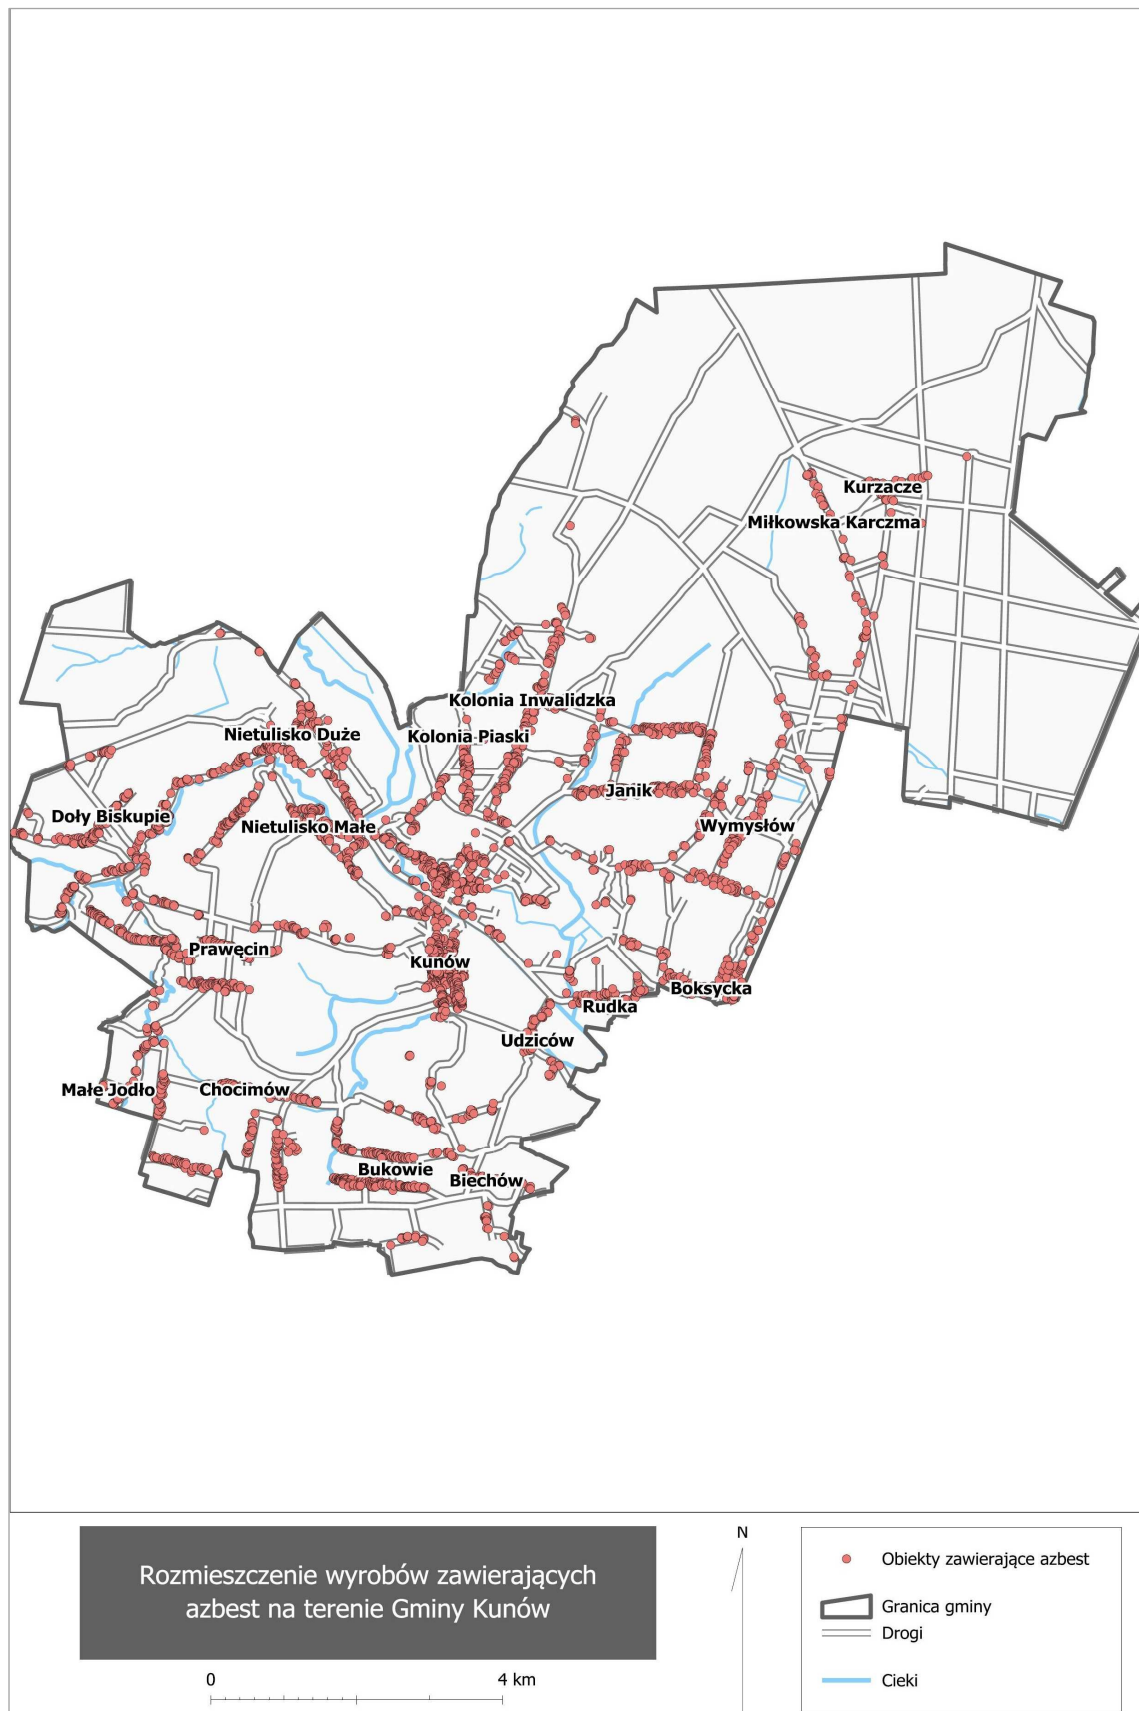 Kurzacze
Miłkowska Karczma
Kolonia Inwalidzka
Nietulisko Duże
Kolonia Piaski
Janik
Doły Biskupie
Nietulisko Małe
Wymysłów
Prawęcin
Kunów
Boksycka
Rudka
Udziców
Małe Jodło
Chocimów
Bukowie
Biechów
Rozmieszczenie wyrobów zawierających
azbest na terenie Gminy Kunów
0 4 km
N
Obiekty zawierające azbest
Granica gminy
Drogi
Cieki